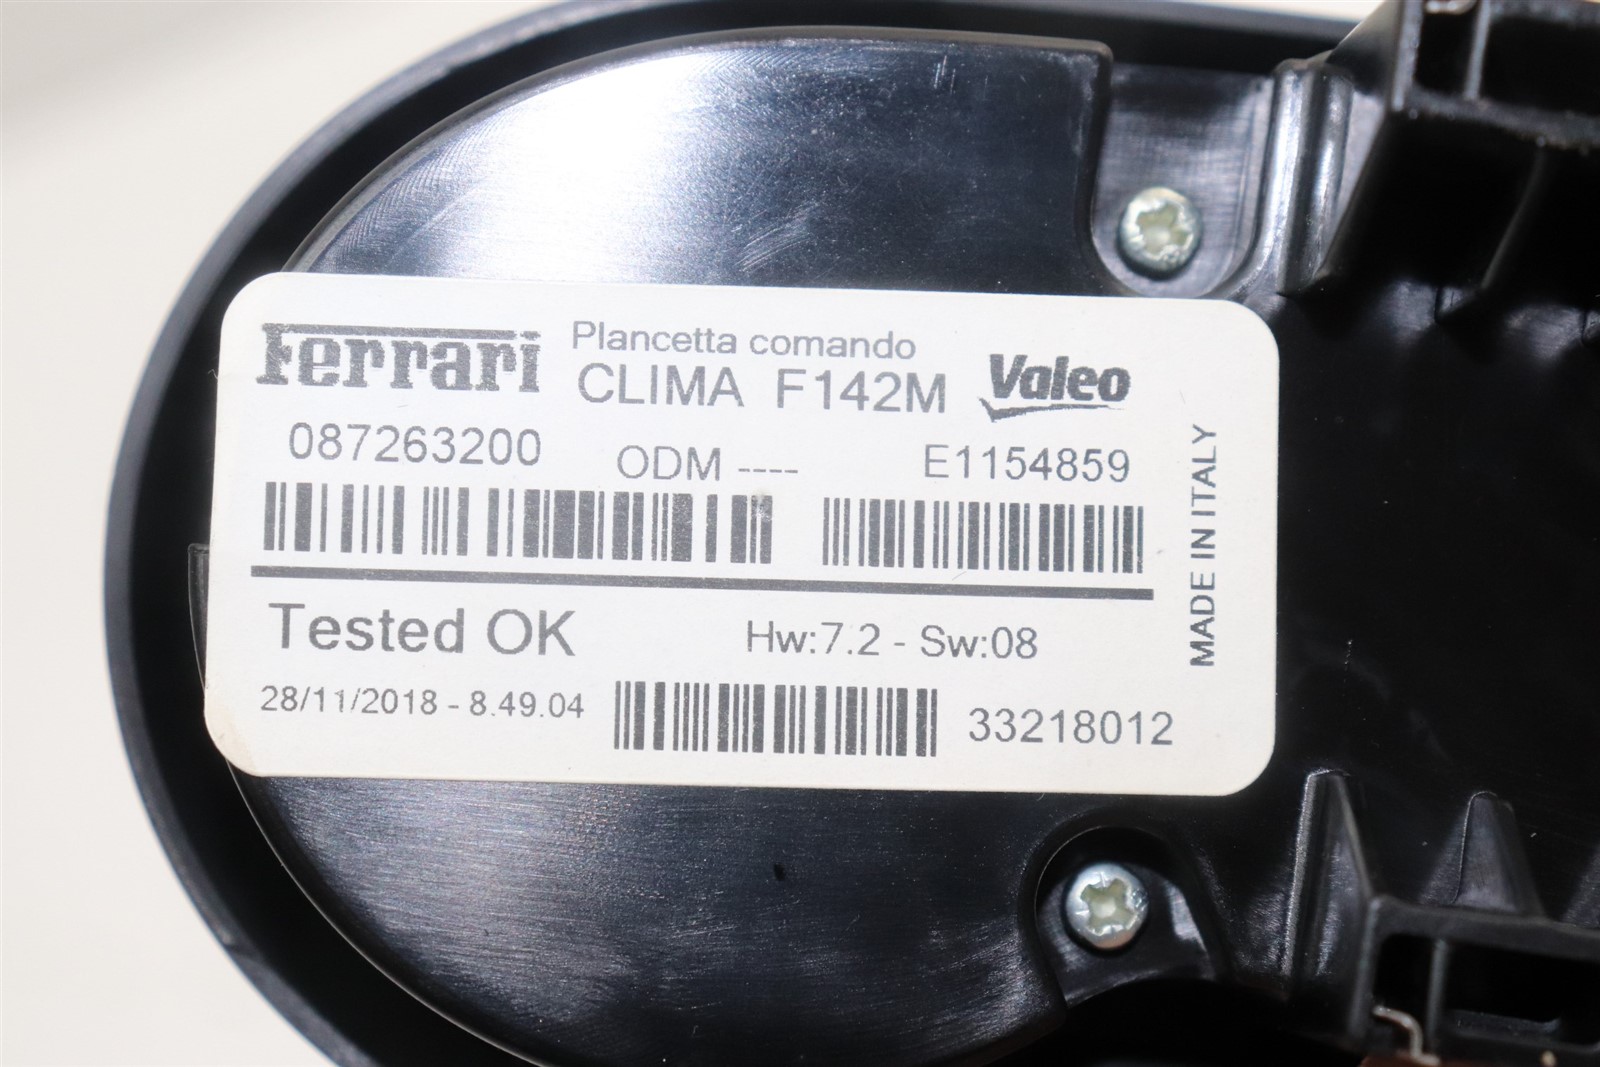 Ferrari Plancetta comando Valeo
CLIMA F142M
087263200 ODM ---- E1154859
Tested OK Hw:7.2 - Sw:08
28/11/2018 - 8.49.04 33218012
MADE IN ITALY